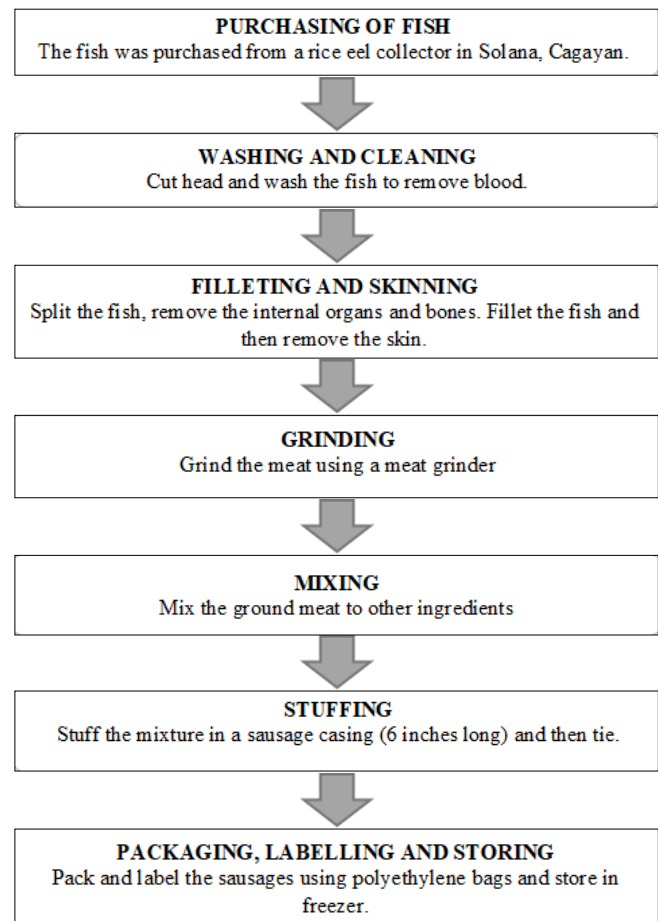 PURCHASING OF FISH
The fish was purchased from a rice eel collector in Solana, Cagayan.
WASHING AND CLEANING
Cut head and wash the fish to remove blood.
FILLETING AND SKINNING
Split the fish, remove the internal organs and bones. Fillet the fish and
then remove the skin.
GRINDING
Grind the meat using a meat grinder
MIXING
Mix the ground meat to other ingredients
STUFFING
Stuff the mixture in a sausage casing (6 inches long) and then tie.
PACKAGING, LABELLING AND STORING
Pack and label the sausages using polyethylene bags and store in
freezer.